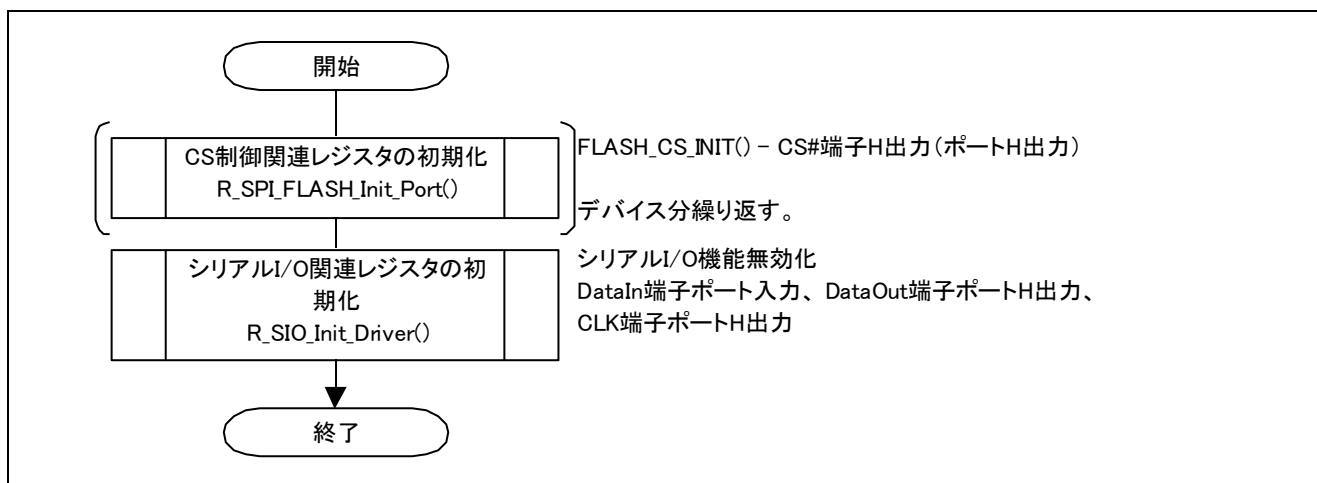 開始
CS制御関連レジスタの初期化
R_SPI_FLASH_Init_Port()
FLASH_CS_INIT() - CS#端子H出力(ポートH出力)
デバイス分繰り返す。
シリアルI/O関連レジスタの初
期化
R_SIO_Init_Driver()
シリアルI/O機能無効化
DataIn端子ポート入力、DataOut端子ポートH出力、
CLK端子ポートH出力
終了